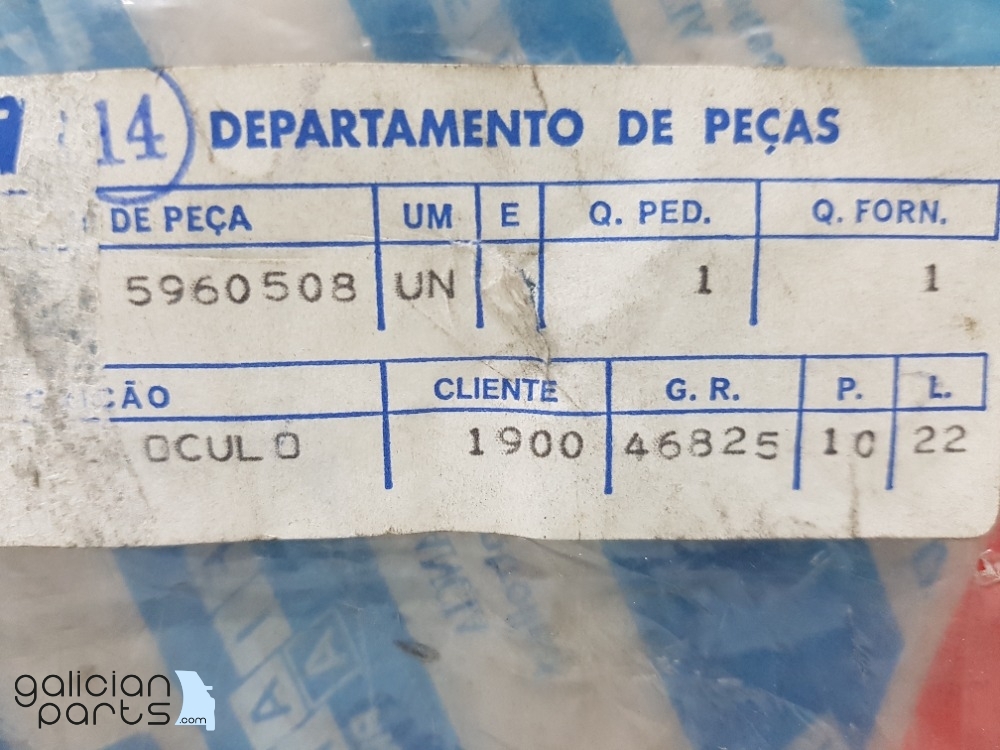 14 DEPARTAMENTO DE PEÇAS
DE PEÇA UM E Q. PED. Q. FORN.
5960508 UN 1 1
ÇÃO CLIENTE G. R. P. L.
OCULO 1900 46825 10 22
galician
parts.com